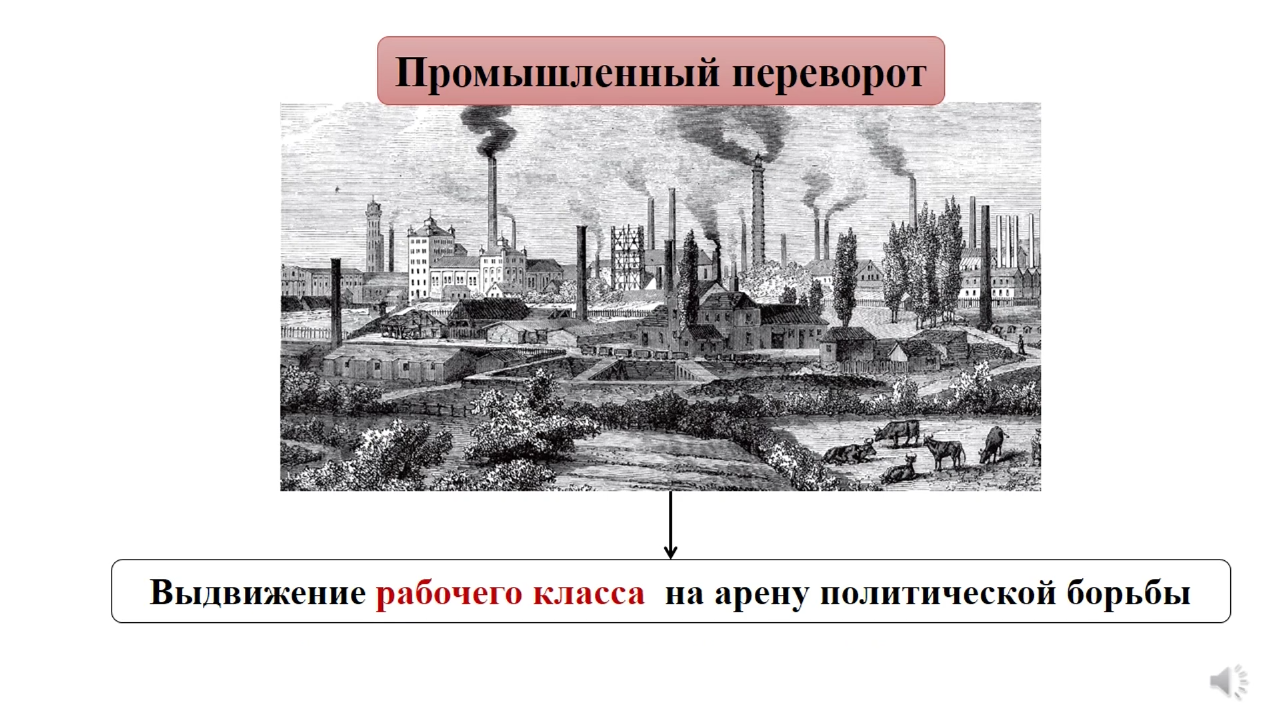 Промышленный переворот
Выдвижение рабочего класса на арену политической борьбы